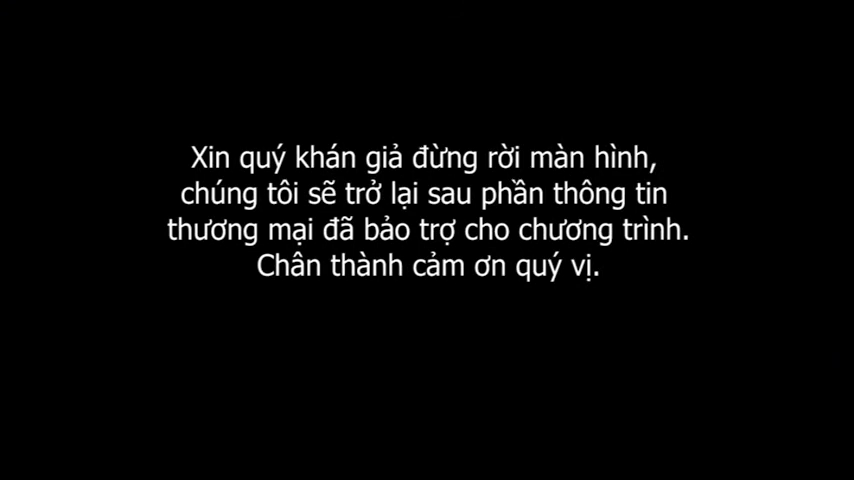 Xin quý khán giả đừng rời màn hình,
chúng tôi sẽ trở lại sau phần thông tin
thương mại đã bảo trợ cho chương trình.
Chân thành cảm ơn quý vị.